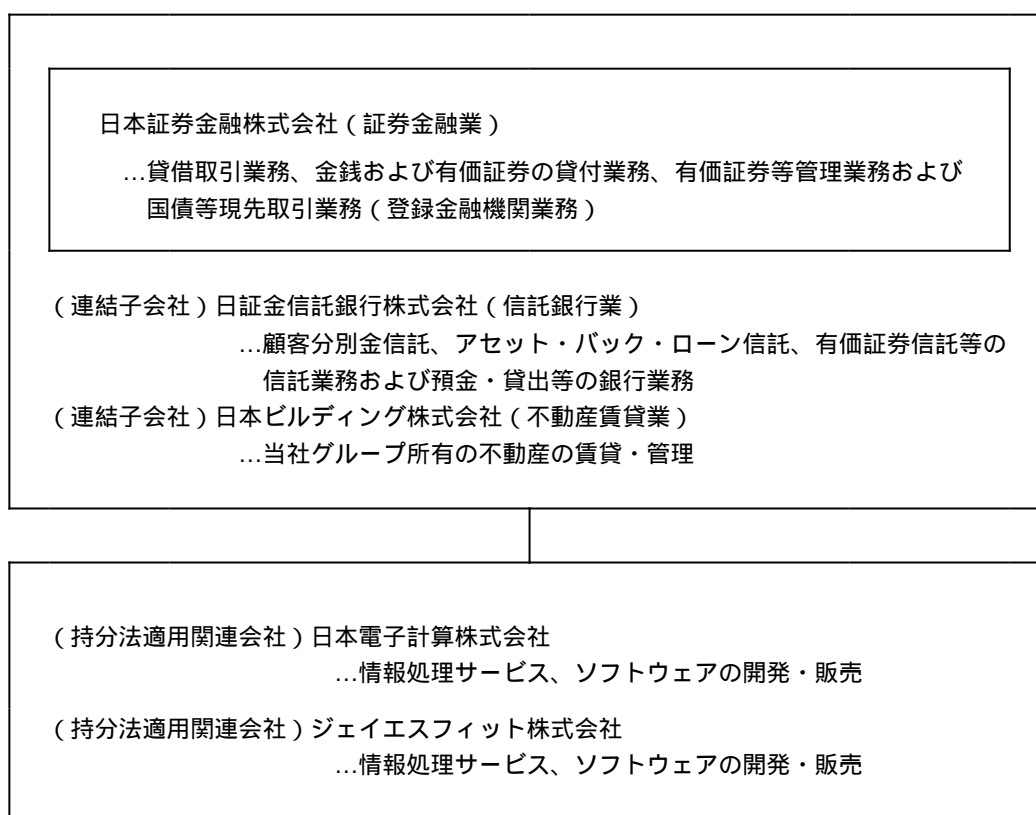 日本証券金融株式会社(証券金融業)
…貸借取引業務、金銭および有価証券の貸付業務、有価証券等管理業務および
国債等現先取引業務(登録金融機関業務)
(連結子会社)日証金信託銀行株式会社(信託銀行業)
…顧客分別金信託、アセット・バック・ローン信託、有価証券信託等の
信託業務および預金・貸出等の銀行業務
(連結子会社)日本ビルディング株式会社(不動産賃貸業)
…当社グループ所有の不動産の賃貸・管理
(持分法適用関連会社)日本電子計算株式会社
…情報処理サービス、ソフトウェアの開発・販売
(持分法適用関連会社)ジェイエスフィット株式会社
…情報処理サービス、ソフトウェアの開発・販売